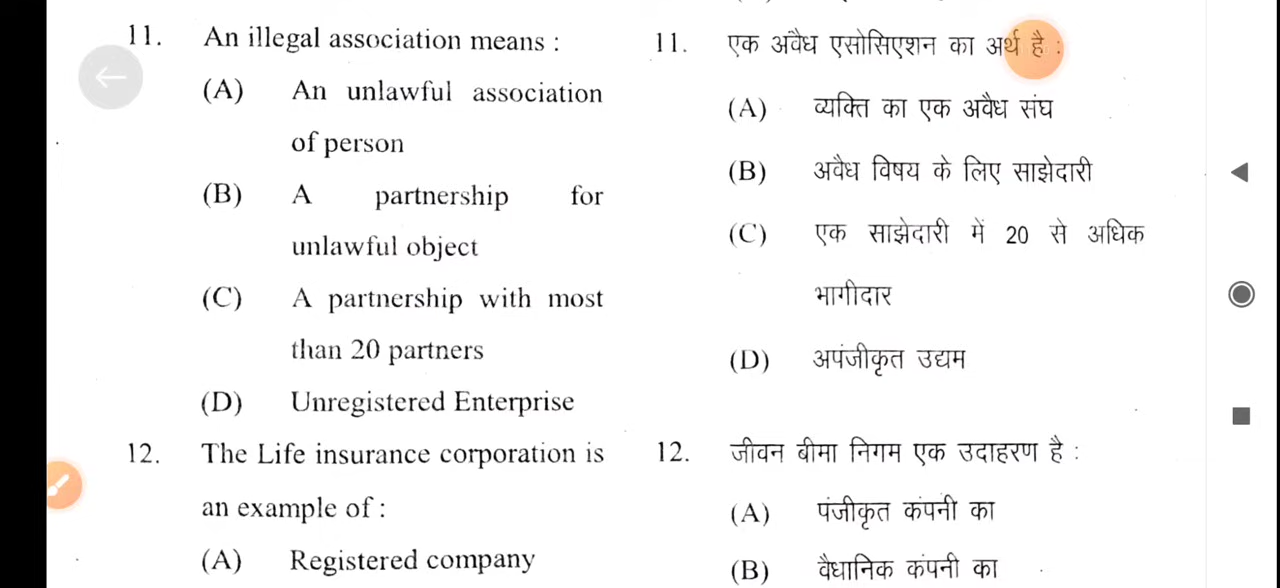 11. An illegal association means :
(A) An unlawful association
of person
(B) A partnership for
unlawful object
(C) A partnership with most
than 20 partners
(D) Unregistered Enterprise
12. The Life insurance corporation is
an example of :
(A) Registered company
11. एक अवैध एसोसिएशन का अर्थ है :
(A) व्यक्ति का एक अवैध संघ
(B) अवैध विषय के लिए साझेदारी
(C) एक साझेदारी में 20 से अधिक
भागीदार
(D) अपंजीकृत उद्यम
12. जीवन बीमा निगम एक उदाहरण है :
(A) पंजीकृत कंपनी का
(B) वैधानिक कंपनी का